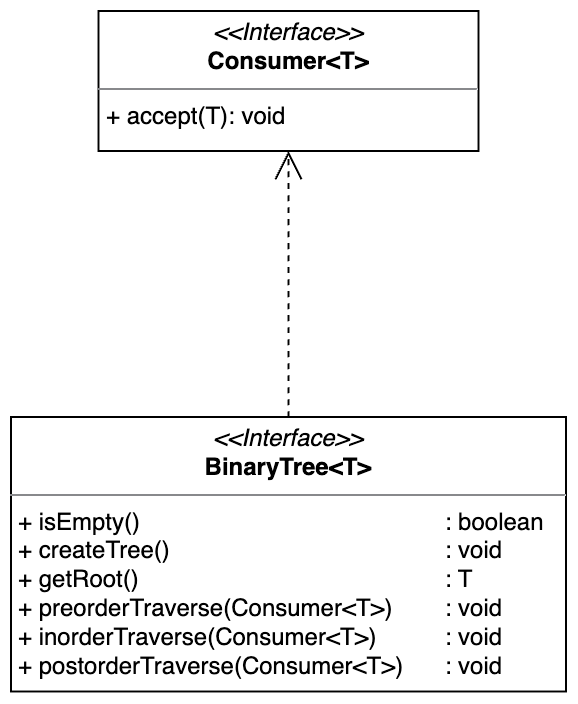 <<Interface>>
Consumer<T>
+ accept(T): void
<<Interface>>
BinaryTree<T>
+ isEmpty() : boolean
+ createTree() : void
+ getRoot() : T
+ preorderTraverse(Consumer<T>) : void
+ inorderTraverse(Consumer<T>) : void
+ postorderTraverse(Consumer<T>) : void